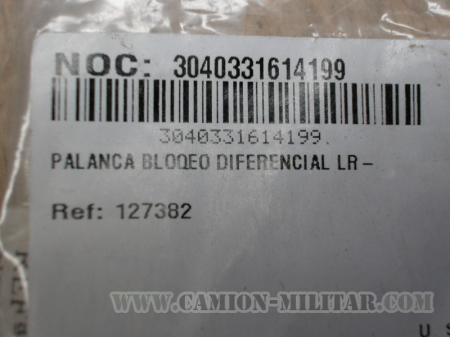 NOC: 3040331614199
3040331614199.
PALANCA BLOQEO DIFERENCIAL LR-
Ref: 127382
WWW.CAMION-MILITAR.COM
U S